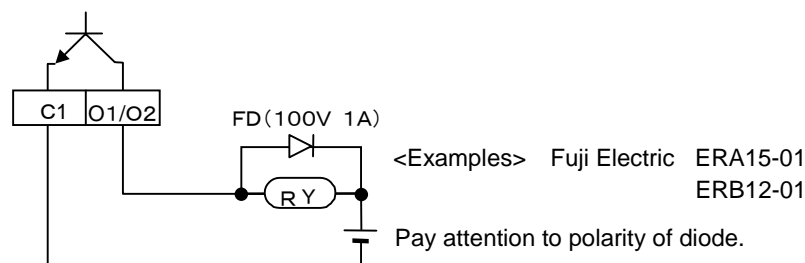 C1 O1/O2
FD(100V 1A)
RY
<Examples> Fuji Electric ERA15-01
ERB12-01
Pay attention to polarity of diode.